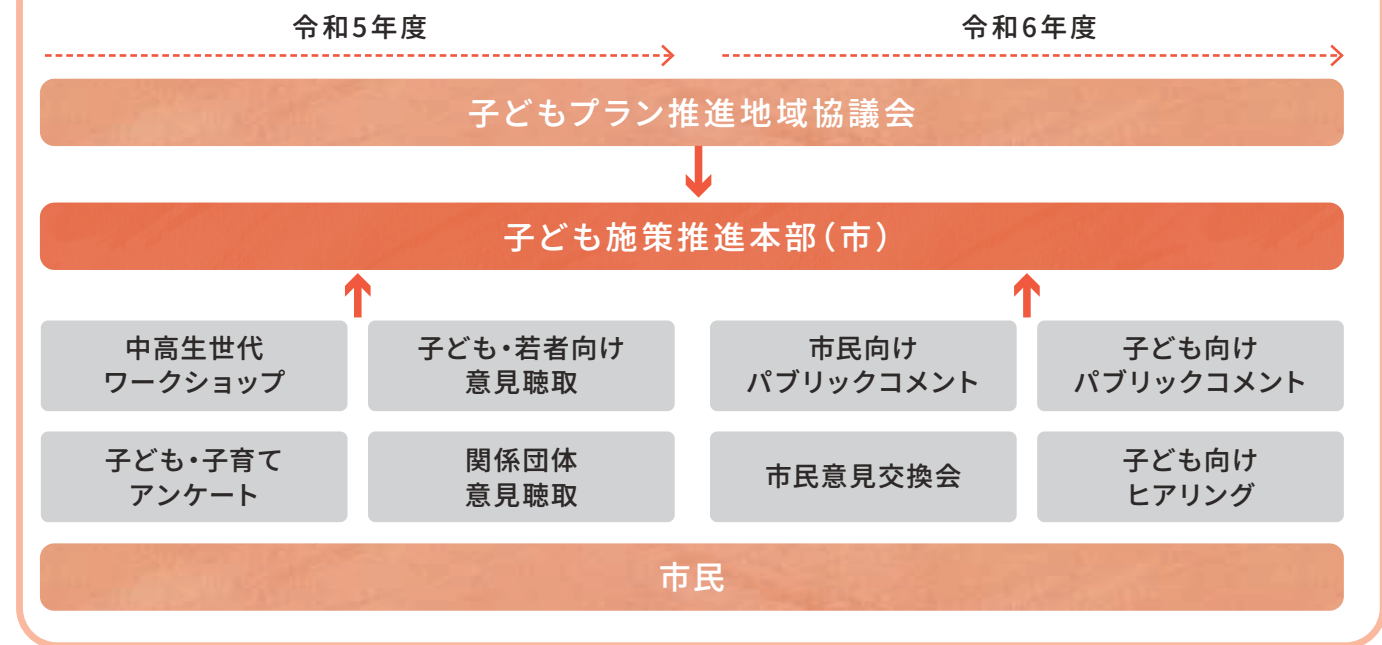 令和5年度
令和6年度
子どもプラン推進地域協議会
子ども施策推進本部(市)
中高生世代
ワークショップ
子ども・若者向け
意見聴取
市民向け
パブリックコメント
子ども向け
パブリックコメント
子ども・子育て
アンケート
関係団体
意見聴取
市民意見交換会
子ども向け
ヒアリング
市民